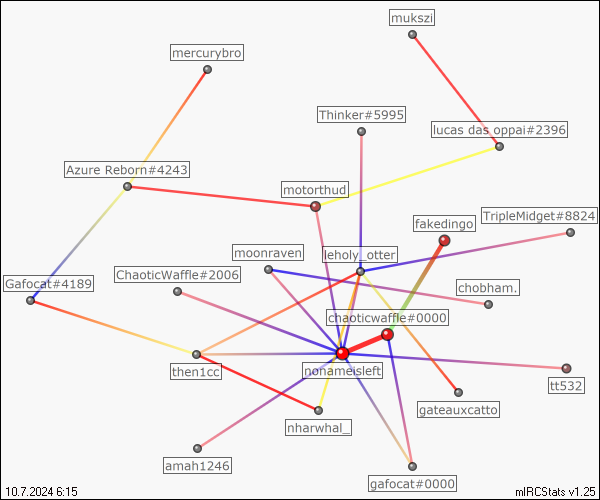 mukszi
mercurybro
Thinker#5995
lucas das oppai#2396
Azure Reborn#4243
motorthud
TripleMidget#8824
fakedingo
moonraven
leholy_otter
ChaoticWaffle#2006
Gafocat#4189
chobham.
chaoticwaffle#0000
nonameisleft
then1cc
tt532
gateauxcatto
nharwhal_
amah1246
gafocat#0000
10.7.2024 6:15
mIRCStats v1.25